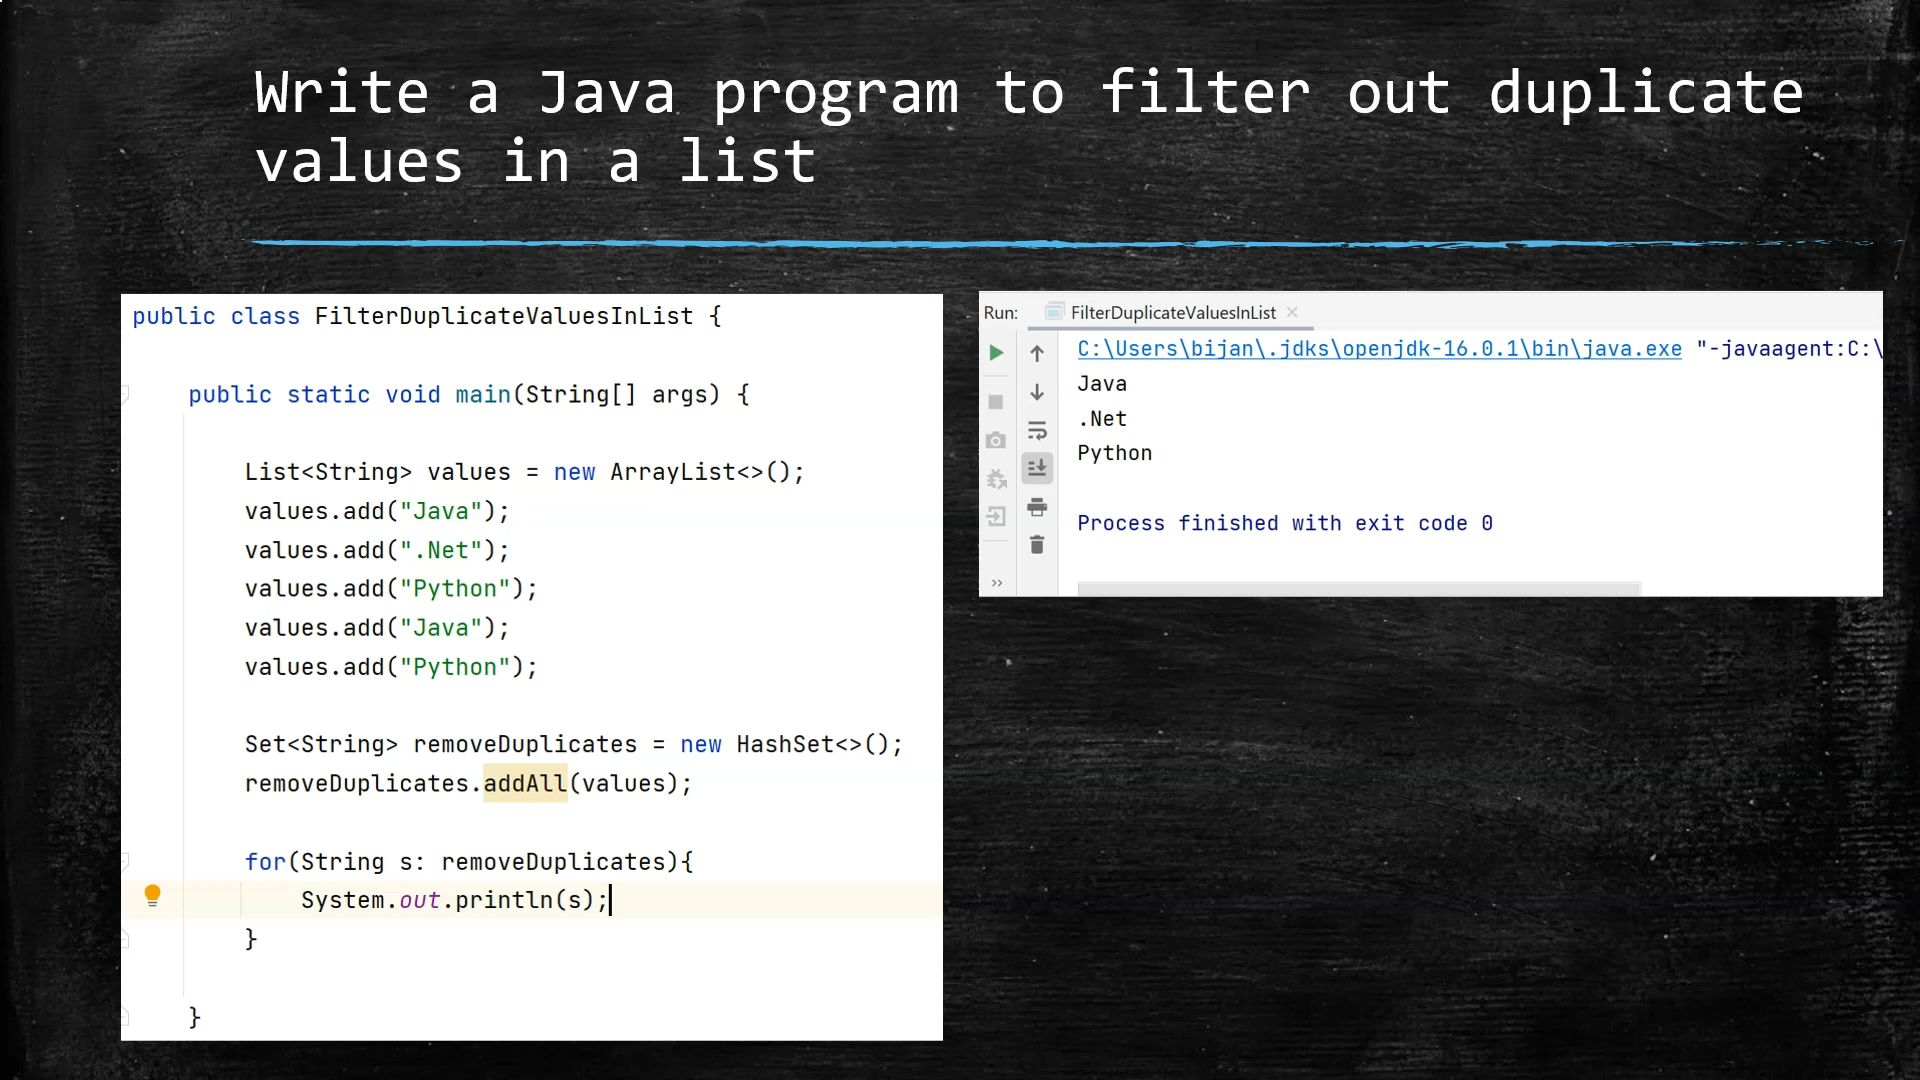 Write a Java program to filter out duplicate
values in a list
public class FilterDuplicateValuesInList {
public static void main(String[] args) {
List<String> values = new ArrayList<>();
values.add("Java");
values.add(".Net");
values.add("Python");
values.add("Java");
values.add("Python");
Set<String> removeDuplicates = new HashSet<>();
removeDuplicates.addAll(values);
for(String s: removeDuplicates){
System.out.println(s);
}
}
Run: FilterDuplicateValuesInList
C:\Users\bijan\.jdks\openjdk-16.0.1\bin\java.exe "-javaagent:C:\
Java
.Net
Python
Process finished with exit code 0